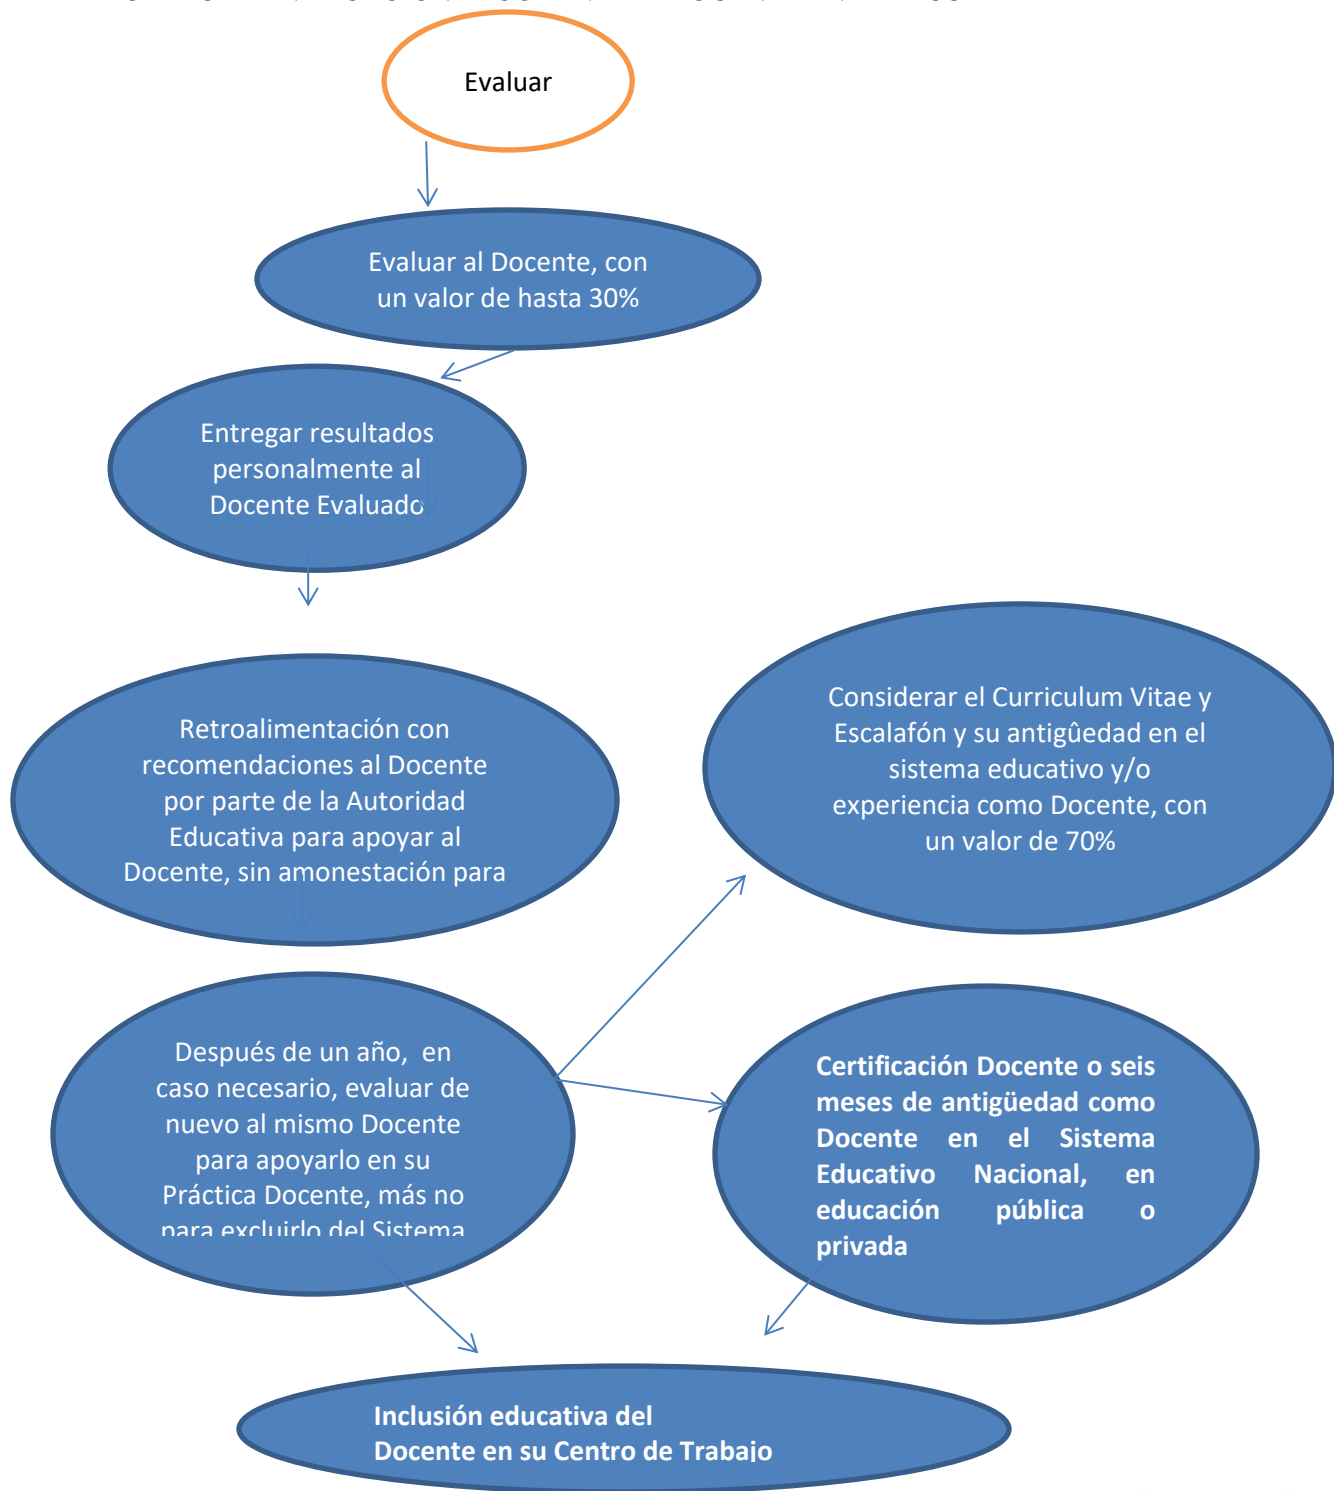 Evaluar
Evaluar al Docente, con
un valor de hasta 30%
Entregar resultados
personalmente al
Docente Evaluado
Retroalimentación con
recomendaciones al Docente
por parte de la Autoridad
Educativa para apoyar al
Docente, sin amonestación para
Considerar el Curriculum Vitae y
Escalafón y su antigûedad en el
sistema educativo y/o
experiencia como Docente, con
un valor de 70%
Después de un año, en
caso necesario, evaluar de
nuevo al mismo Docente
para apoyarlo en su
Práctica Docente, más no
para excluirlo del Sistema
Certificación Docente o seis
meses de antigüedad como
Docente en el Sistema
Educativo Nacional, en
educación pública o
privada
Inclusión educativa del
Docente en su Centro de Trabajo